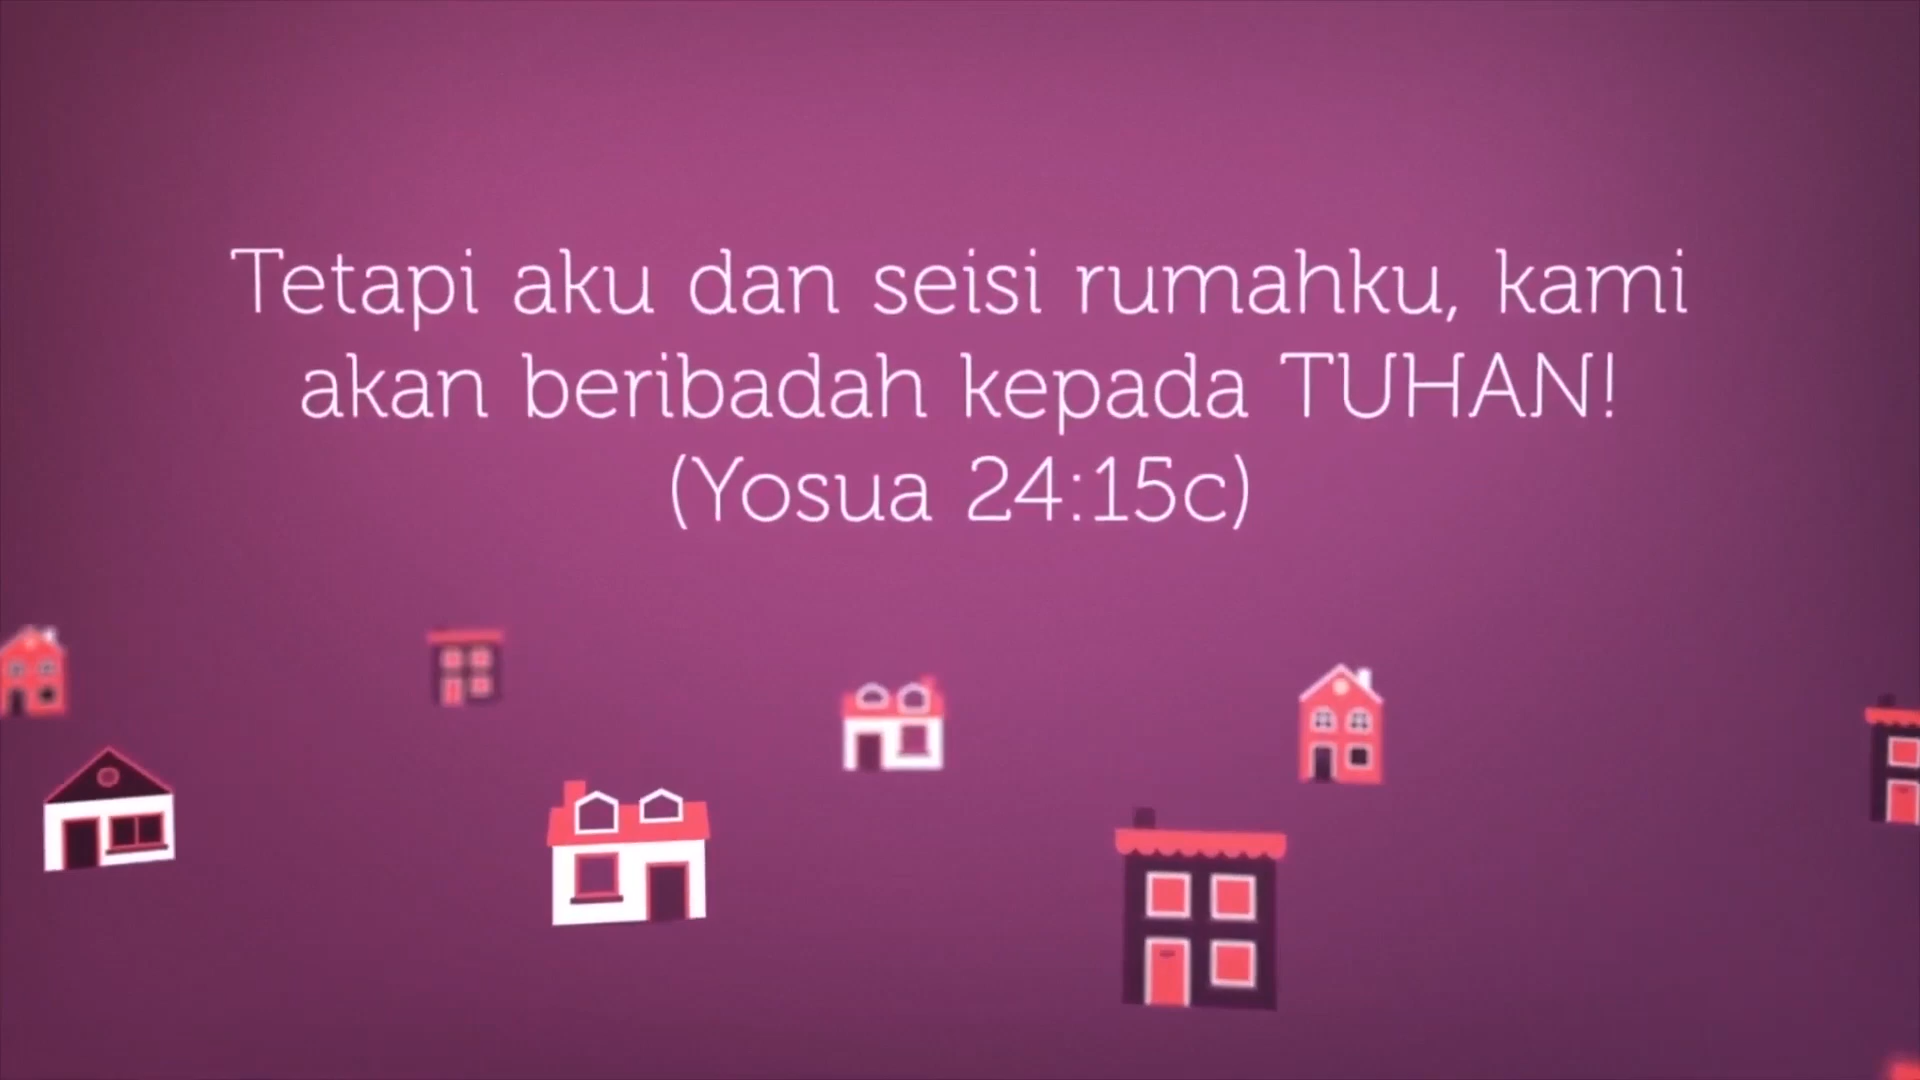 Tetapi aku dan seisi rumahku, kami
akan beribadah kepada TUHAN!
(Yosua 24:15c)